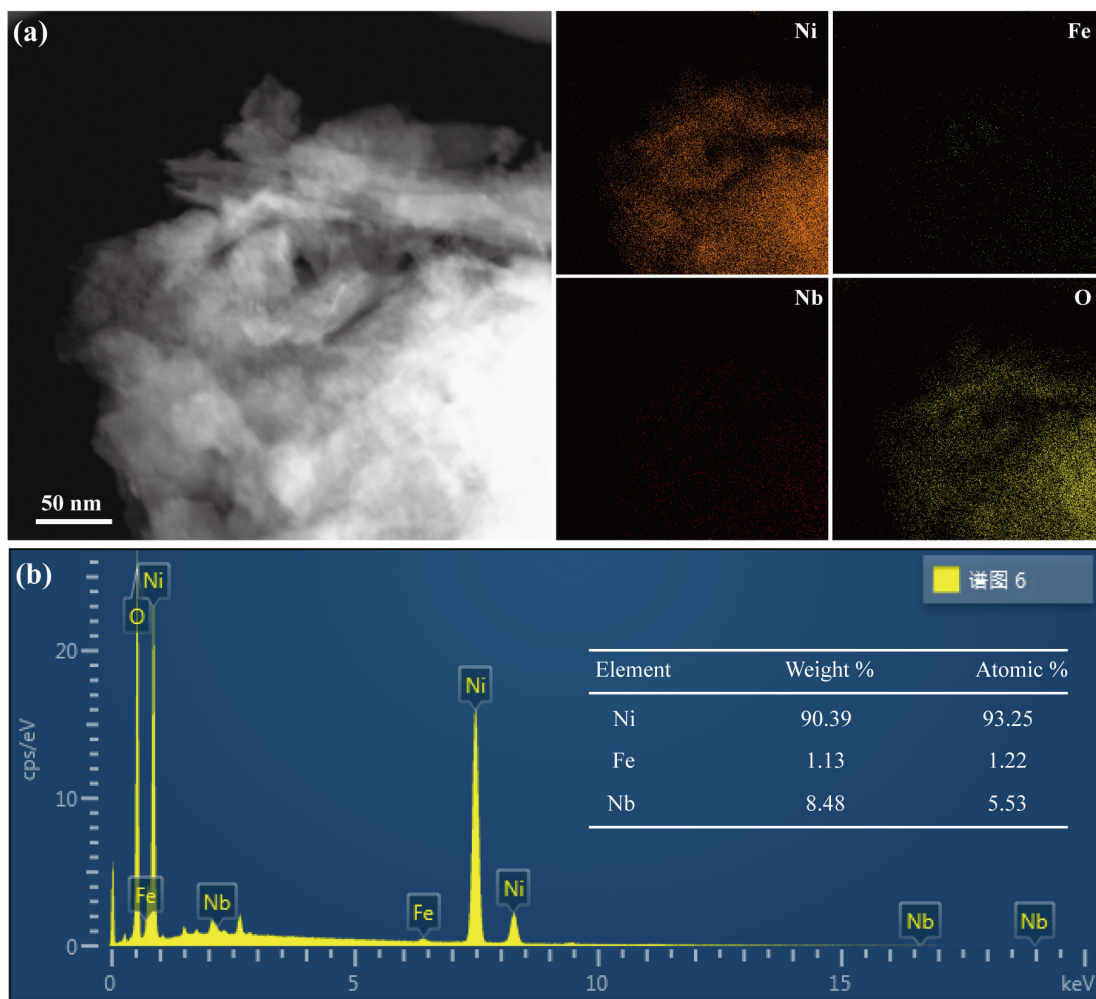 (a)
Ni
Fe
Nb
O
50 nm
(b)
谱图 6
Ni
O
20
Element Weight % Atomic %
Ni
Ni 90.39 93.25
cps/eV
Fe 1.13 1.22
10
Nb 8.48 5.53
Fe
Nb
Fe
Ni
Nb
Nb
0
0 5 10 15 keV